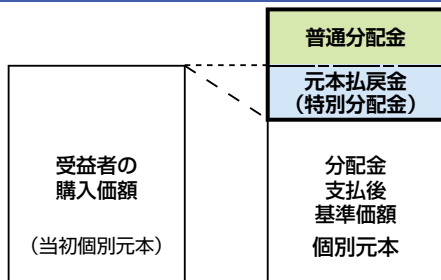 普通分配金
元本払戻金
（特別分配金）
受益者の
購入価額
（当初個別元本）
分配金
支払後
基準価額
個別元本